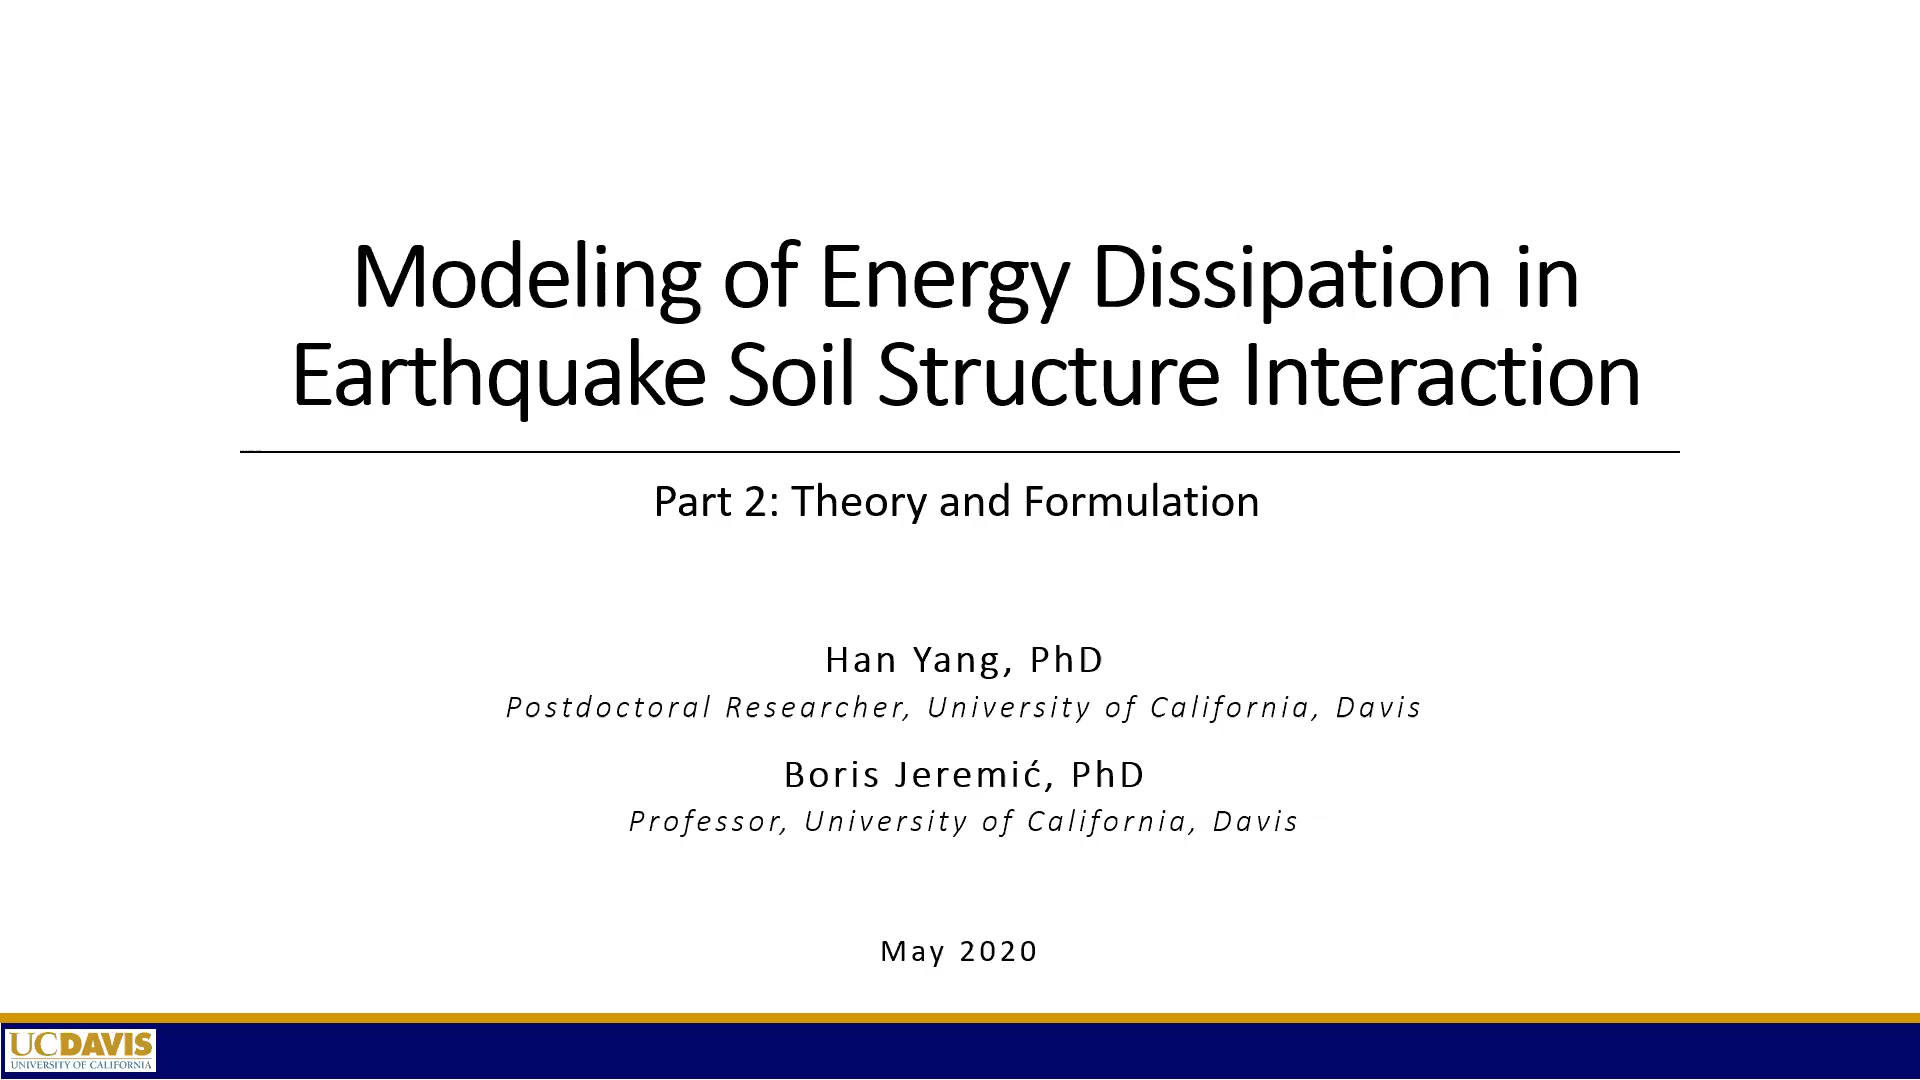 Modeling of Energy Dissipation in
Earthquake Soil Structure Interaction
Part 2: Theory and Formulation
Han Yang, PhD
Postdoctoral Researcher, University of California, Davis
Boris Jeremić, PhD
Professor, University of California, Davis
May 2020
UCDAVIS
UNIVERSITY OF CALIFORNIA